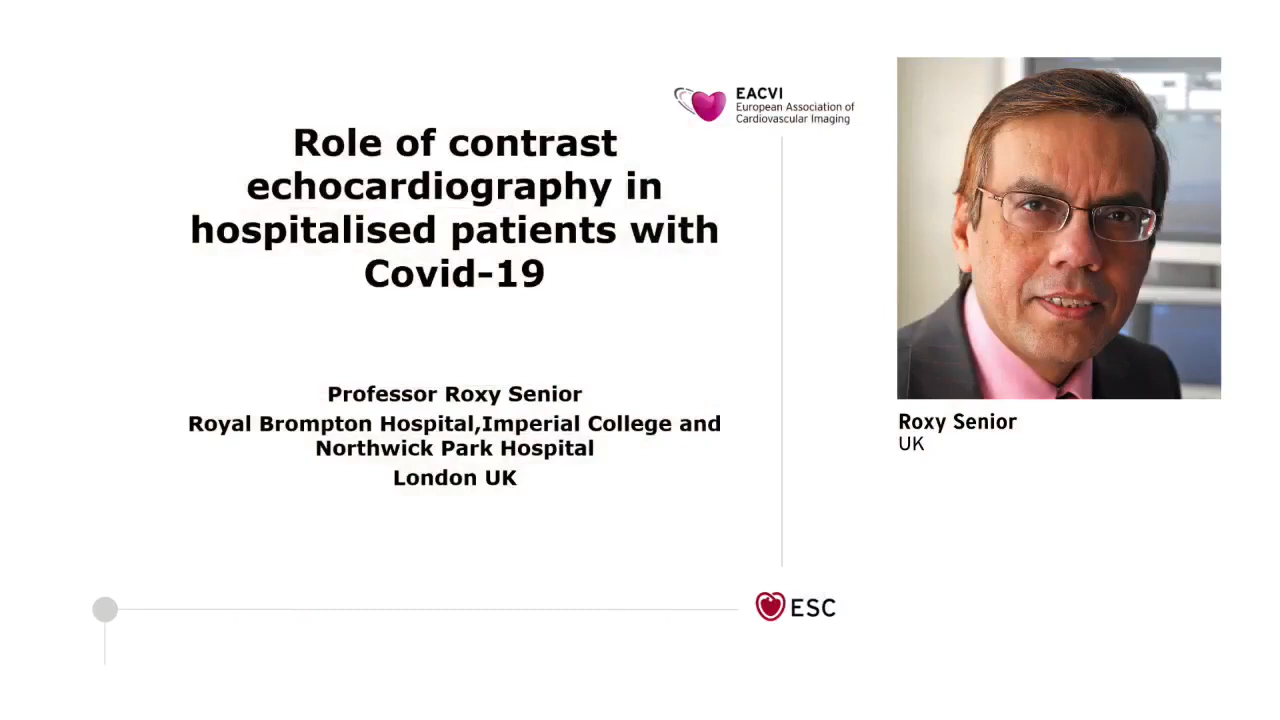 EACVI
European Association of
Cardiovascular Imaging
Role of contrast
echocardiography in
hospitalised patients with
Covid-19
Professor Roxy Senior
Royal Brompton Hospital,Imperial College and
Northwick Park Hospital
London UK
Roxy Senior
UK
ESC